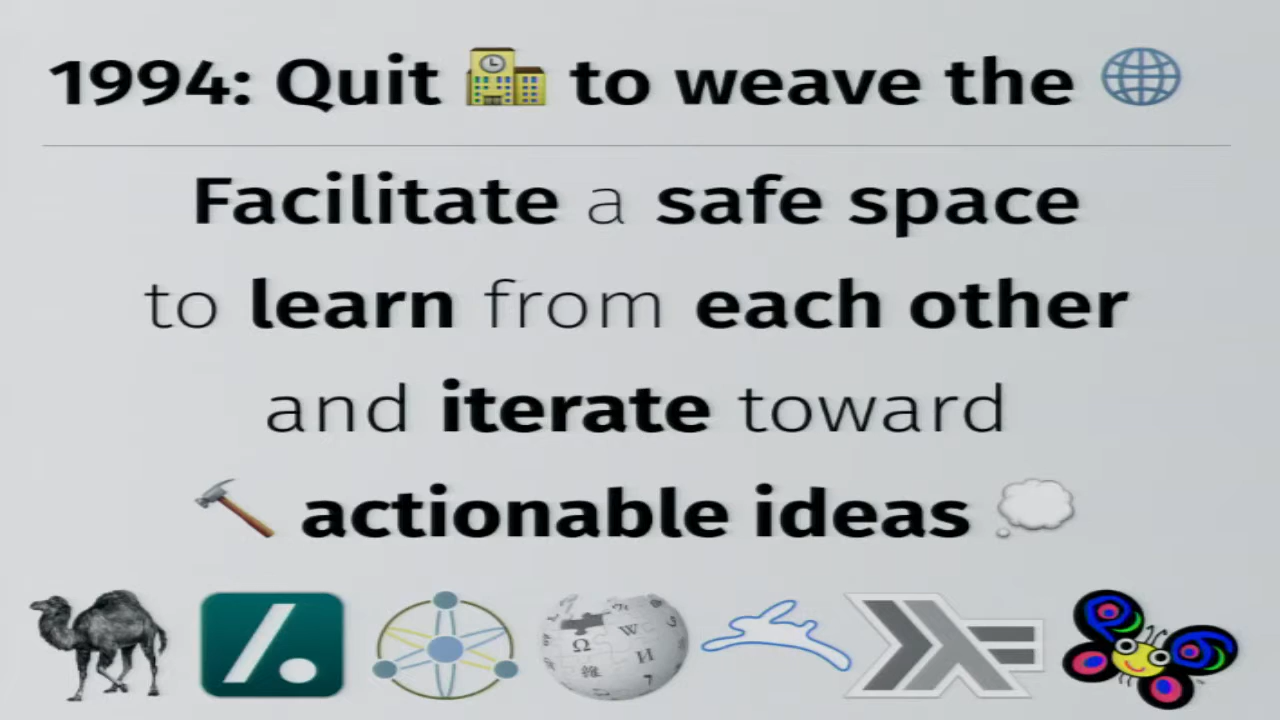 1994: Quit 🏫 to weave the 🌐
Facilitate a safe space
to learn from each other
and iterate toward
🔨 actionable ideas 💭